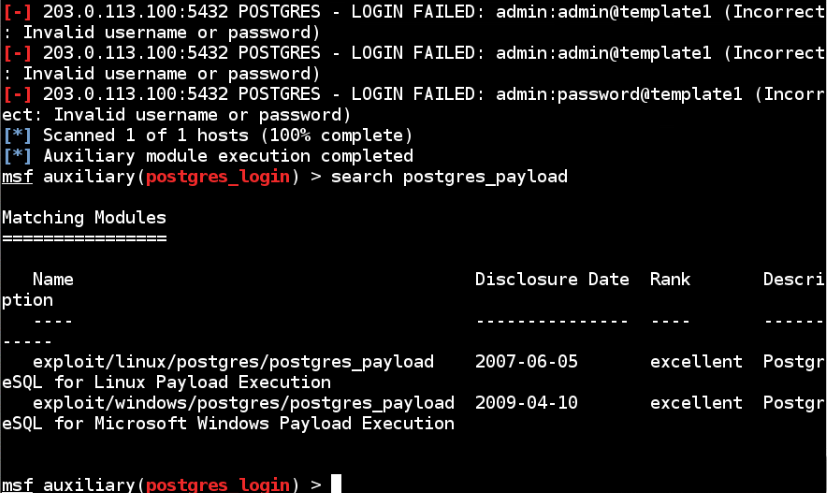 [-] 203.0.113.100:5432 POSTGRES - LOGIN FAILED: admin:admin@template1 (Incorrect
: Invalid username or password)
[-] 203.0.113.100:5432 POSTGRES - LOGIN FAILED: admin:admin@template1 (Incorrect
: Invalid username or password)
[-] 203.0.113.100:5432 POSTGRES - LOGIN FAILED: admin:password@template1 (Incorr
ect: Invalid username or password)
[*] Scanned 1 of 1 hosts (100% complete)
[*] Auxiliary module execution completed
msf auxiliary(postgres_login) > search postgres_payload

Matching Modules
================

   Name                                       Disclosure Date  Rank       Descri
ption
   ----                                       ---------------  ----       ------
-----
   exploit/linux/postgres/postgres_payload    2007-06-05       excellent  Postgr
eSQL for Linux Payload Execution
   exploit/windows/postgres/postgres_payload  2009-04-10       excellent  Postgr
eSQL for Microsoft Windows Payload Execution


msf auxiliary(postgres_login) >